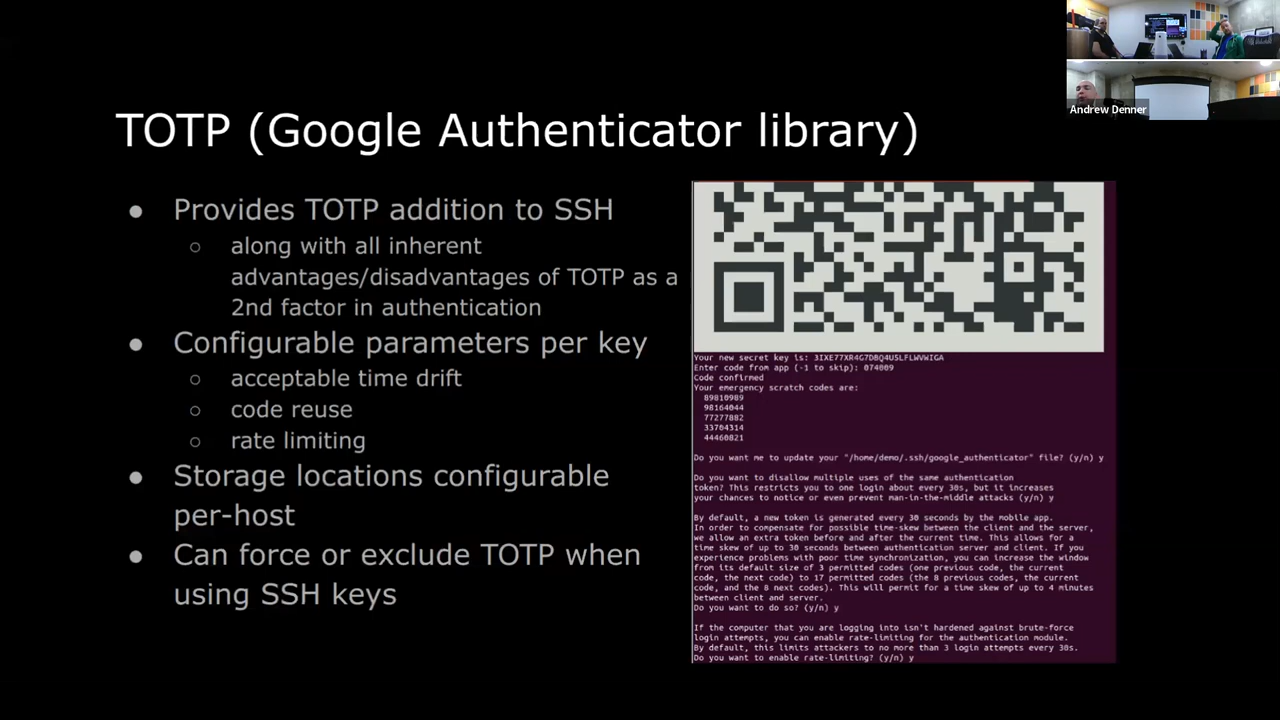 Andrew Denner
TOTP (Google Authenticator library)
● Provides TOTP addition to SSH
○ along with all inherent
advantages/disadvantages of TOTP as a
2nd factor in authentication
● Configurable parameters per key
○ acceptable time drift
○ code reuse
○ rate limiting
● Storage locations configurable
per-host
● Can force or exclude TOTP when
using SSH keys
Your new secret key is: 3IXE77XR4G7DBQ4U5LFLWVWIGA
Enter code from app (-1 to skip): 074009
Code confirmed
Your emergency scratch codes are:
89810989
98164044
77277882
33704314
44460821
Do you want me to update your "/home/demo/.ssh/google_authenticator" file? (y/n) y
Do you want to disallow multiple uses of the same authentication
token? This restricts you to one login about every 30s, but it increases
your chances to notice or even prevent man-in-the-middle attacks (y/n) y
By default, a new token is generated every 30 seconds by the mobile app.
In order to compensate for possible time-skew between the client and the server,
we allow an extra token before and after the current time. This allows for a
time skew of up to 30 seconds between authentication server and client. If you
experience problems with poor time synchronization, you can increase the window
from its default size of 3 permitted codes (one previous code, the current
code, the next code) to 17 permitted codes (the 8 previous codes, the current
code, and the 8 next codes). This will permit for a time skew of up to 4 minutes
between client and server.
Do you want to do so? (y/n) y
If the computer that you are logging into isn't hardened against brute-force
login attempts, you can enable rate-limiting for the authentication module.
By default, this limits attackers to no more than 3 login attempts every 30s.
Do you want to enable rate-limiting? (y/n) y